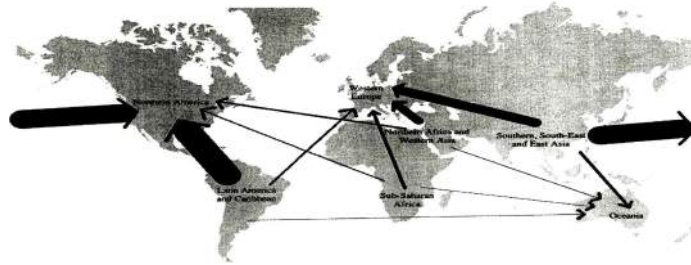 Northern America
Western
Europe
Northern Africa and
Western Asia
Southern, South-East
and East Asia
Latin America
and Caribbean
Sub-Saharan
Africa
Oceania